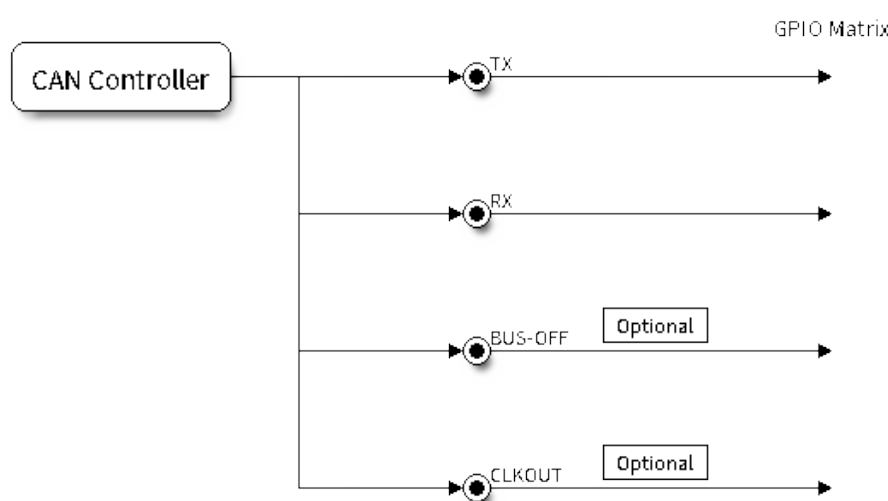 GPIO Matrix
CAN Controller
TX
RX
BUS-OFF
Optional
CLKOUT
Optional